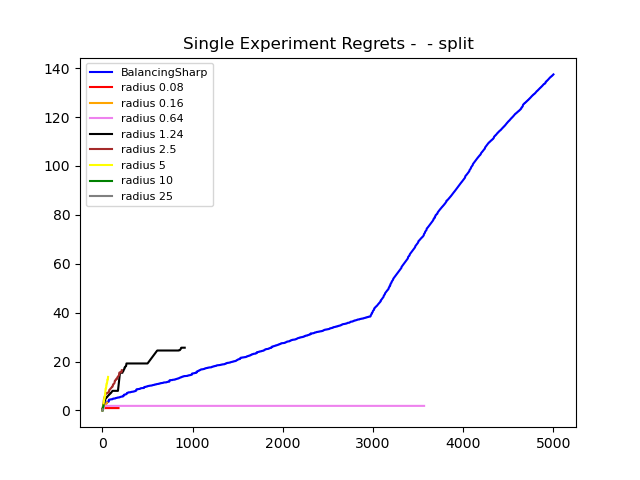 Single Experiment Regrets -  - split
140
120
100
80
60
40
20
0
BalancingSharp
radius 0.08
radius 0.16
radius 0.64
radius 1.24
radius 2.5
radius 5
radius 10
radius 25
0 1000 2000 3000 4000 5000